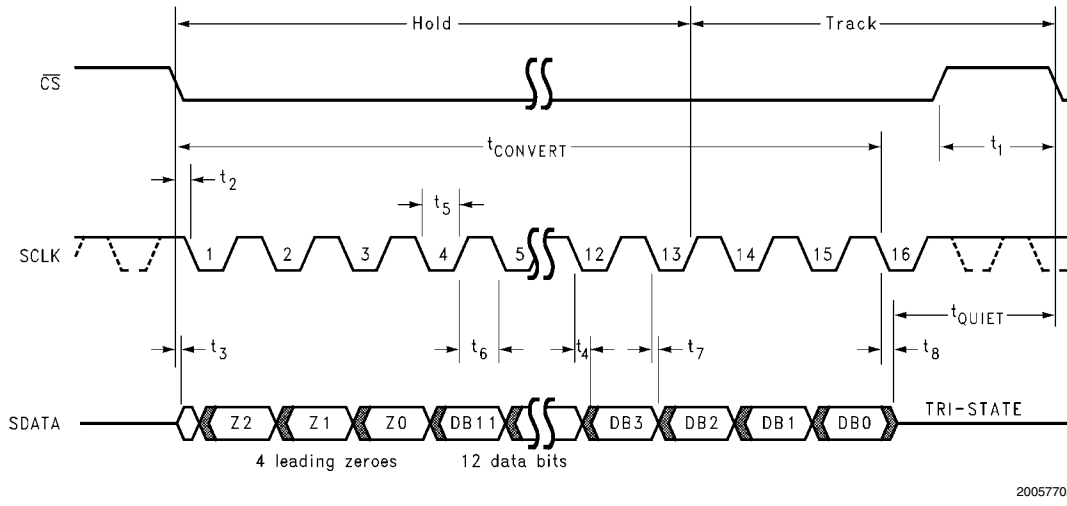 Hold Track
CS
tCONVERT t1
t2
t5
SCLK 1 2 3 4 5 12 13 14 15 16
tQUIET
t3 t6 t4 t7 t8
SDATA Z2 Z1 Z0 DB11 DB3 DB2 DB1 DB0 TRI-STATE
4 leading zeroes 12 data bits
2005770